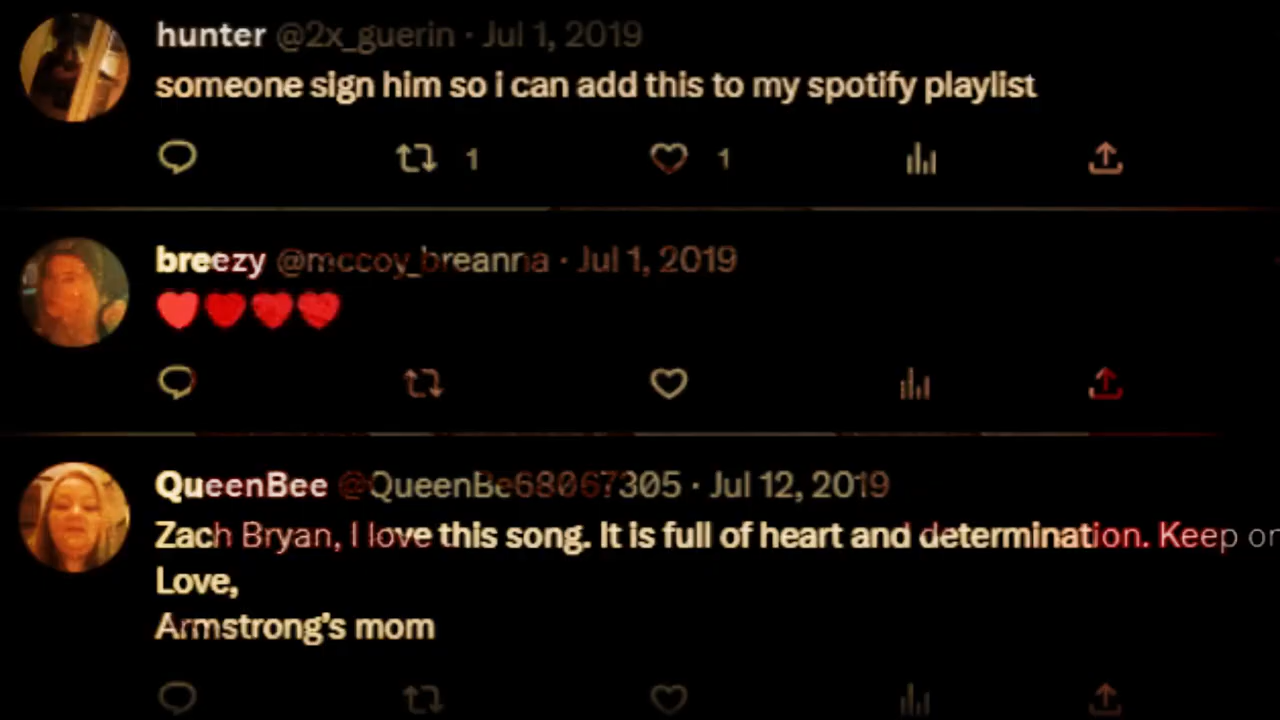 hunter @2x_guerin · Jul 1, 2019
someone sign him so i can add this to my spotify playlist
1 1
breezy @mccoy_breanna · Jul 1, 2019
❤️❤️❤️❤️
QueenBee @QueenBe68067305 · Jul 12, 2019
Zach Bryan, I love this song. It is full of heart and determination. Keep
Love,
Armstrong's mom